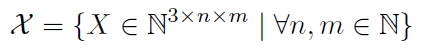 𝒳 = {X ∈ ℕ^{3×n×m} | ∀n, m ∈ ℕ}